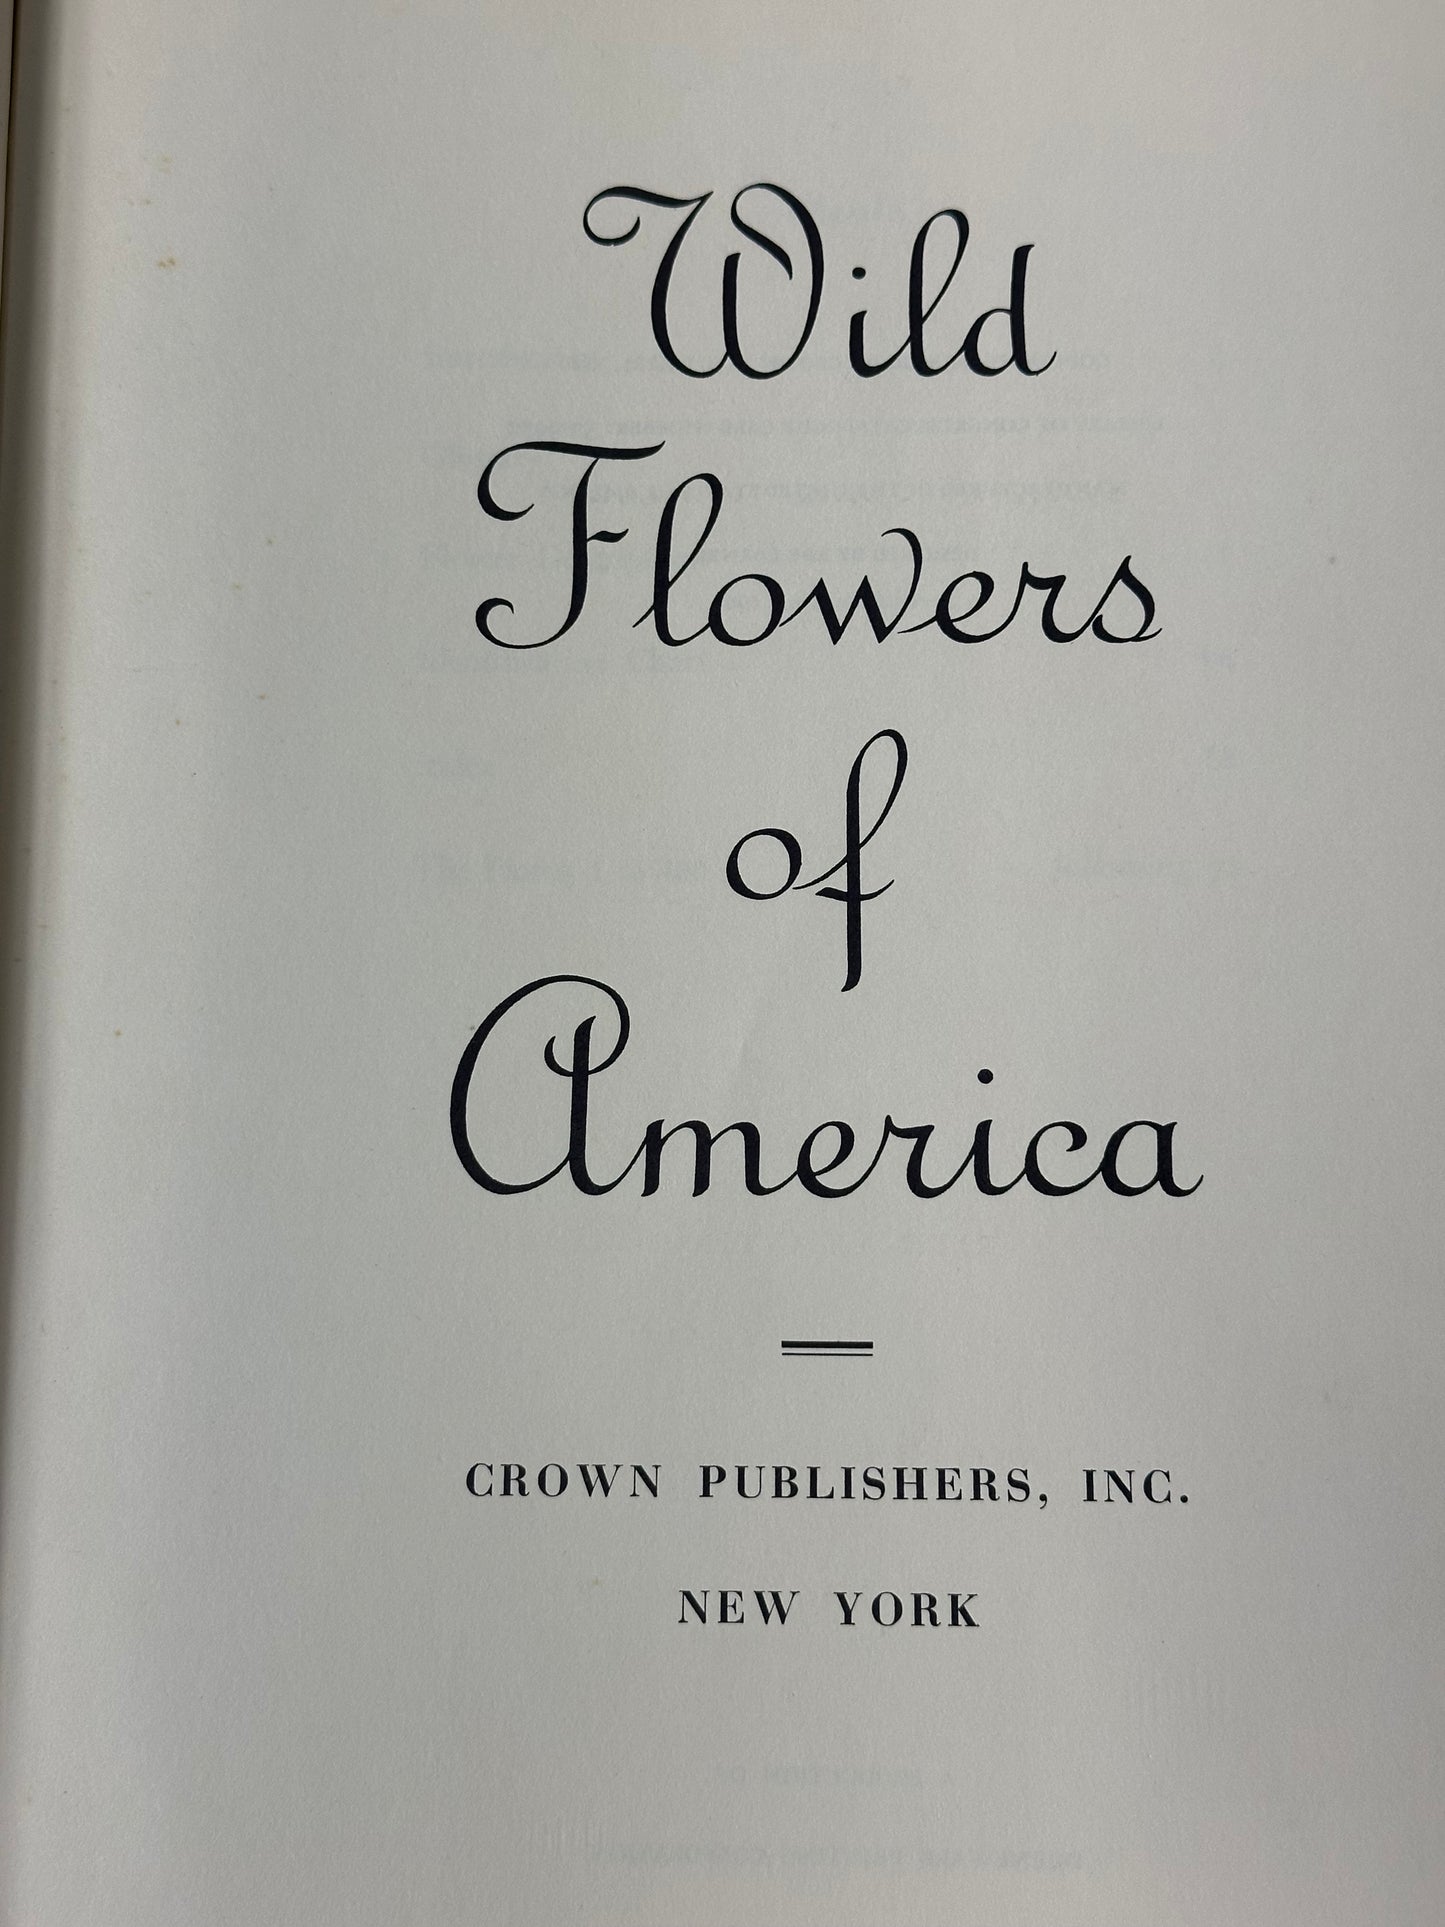 Wild
Flowers
of
America
CROWN PUBLISHERS, INC.
NEW YORK